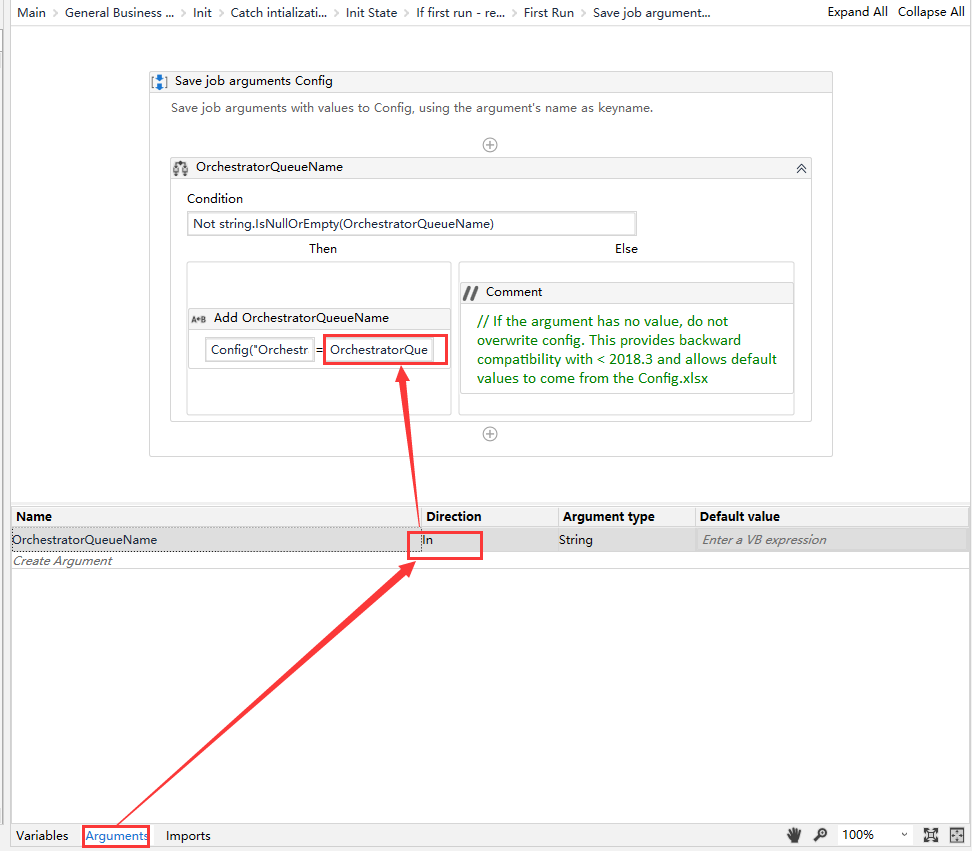 Main > General Business ... > Init > Catch intializati... > Init State > If first run - re... > First Run > Save job argument... Expand All Collapse All
Save job arguments Config
Save job arguments with values to Config, using the argument's name as keyname.
OrchestratorQueueName
Condition
Not string.IsNullOrEmpty(OrchestratorQueueName)
Then Else
Comment
// If the argument has no value, do not
overwrite config. This provides backward
compatibility with < 2018.3 and allows default
values to come from the Config.xlsx
A*B Add OrchestratorQueueName
Config("Orchestr = OrchestratorQue
Name Direction Argument type Default value
OrchestratorQueueName In String Enter a VB expression
Create Argument
Variables Arguments Imports 100%